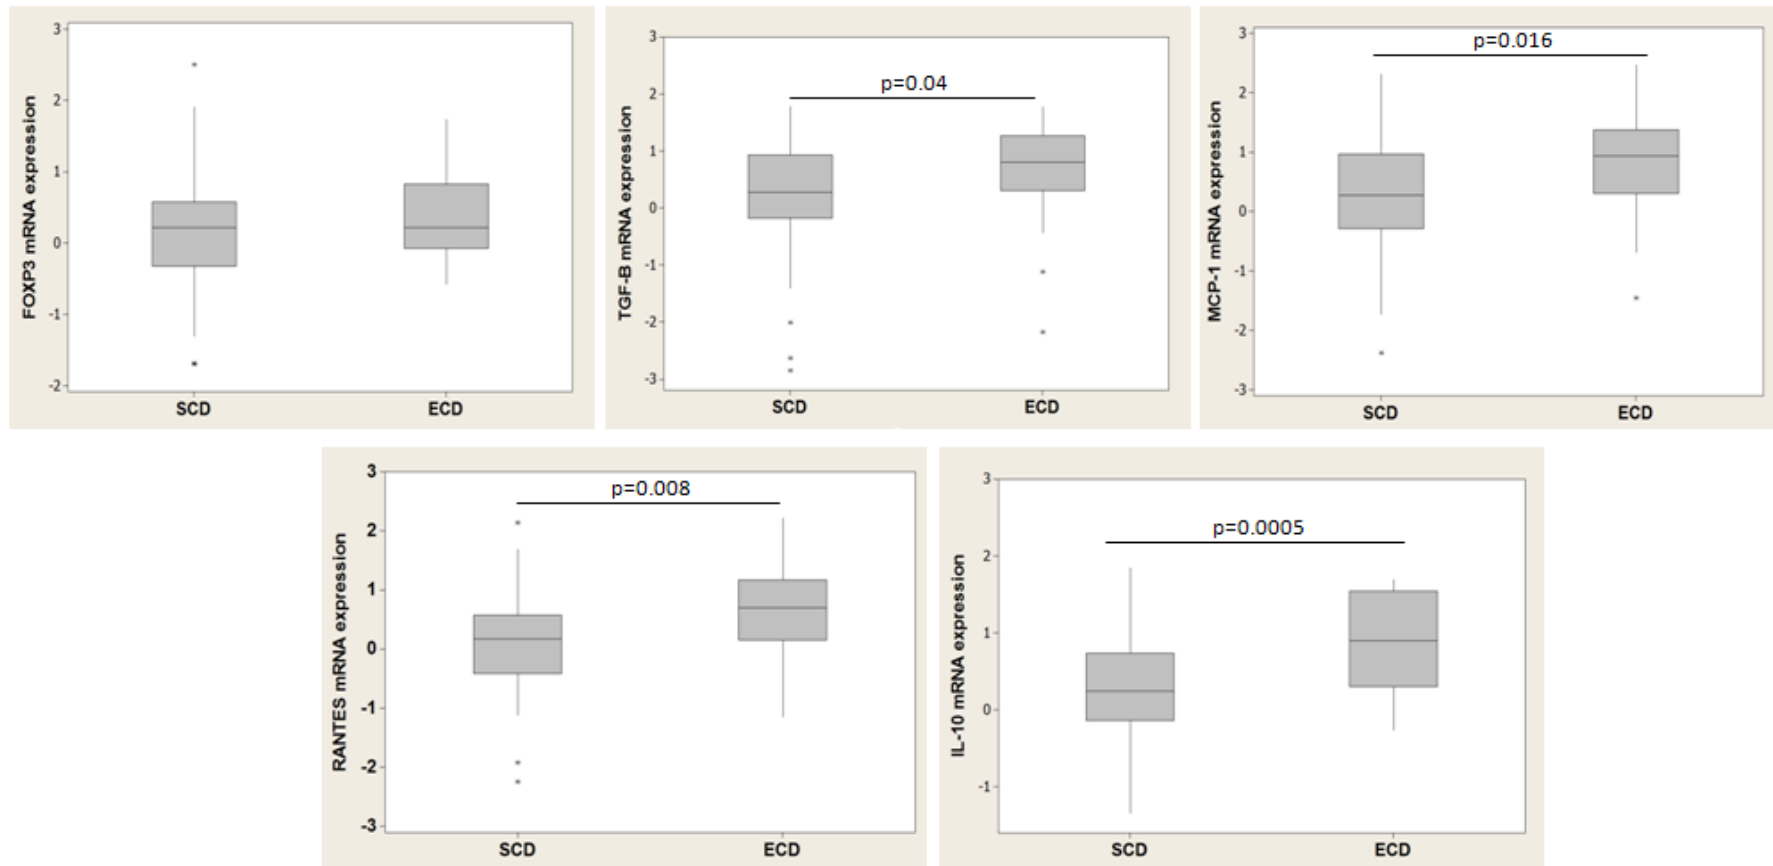 FOXP3 mRNA expression
3
2
1
0
-1
-2
SCD
ECD
TGF-B mRNA expression
3
2
1
0
-1
-2
-3
p=0.04
SCD
ECD
MCP-1 mRNA expression
3
2
1
0
-1
-2
-3
p=0.016
SCD
ECD
RANTES mRNA expression
3
2
1
0
-1
-2
-3
p=0.008
SCD
ECD
IL-10 mRNA expression
3
2
1
0
-1
p=0.0005
SCD
ECD